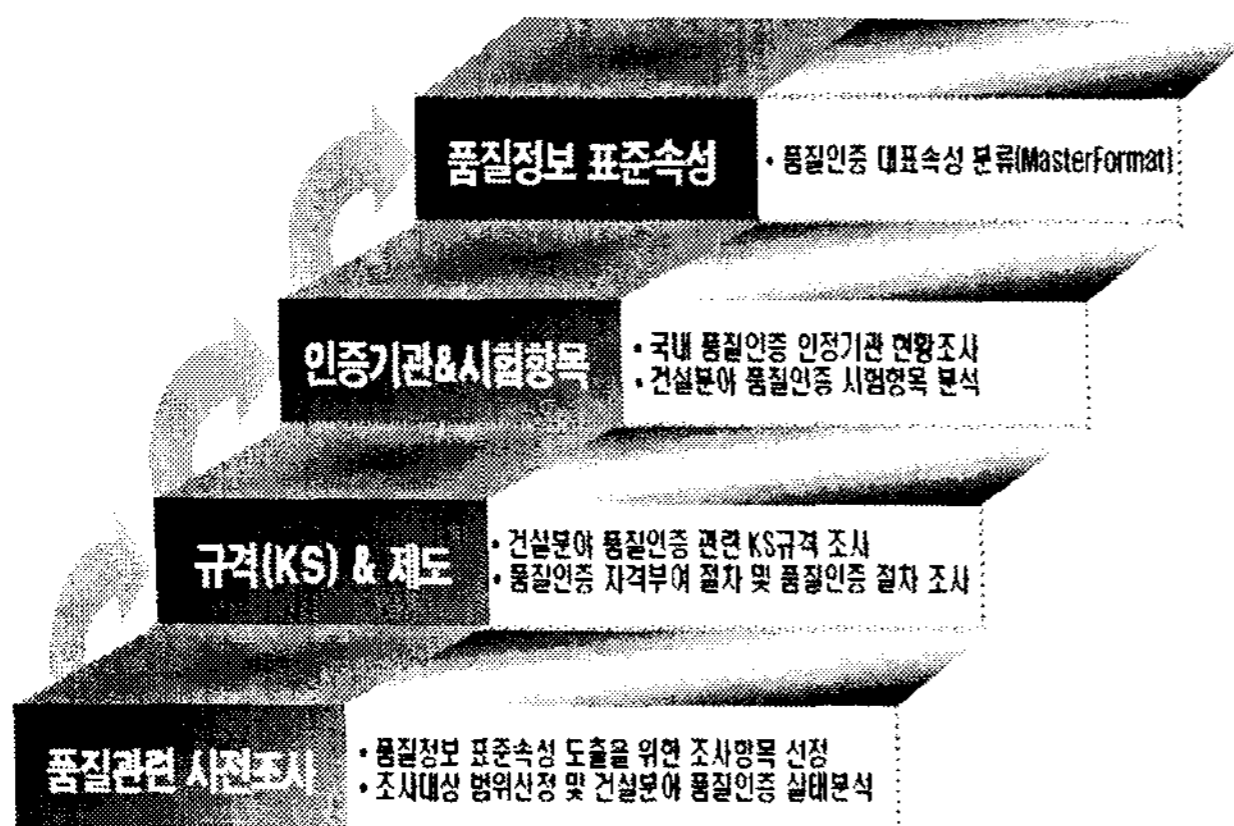 품질정보 표준속성
• 품질인증 대표속성 분류(MasterFormat)
인증기관&시험항목
• 국내 품질인증 인정기관 현황조사
• 건설분야 품질인증 시험항목 분석
규격(KS) & 제도
• 건설분야 품질인증 관련 KS규격 조사
• 품질인증 자격부여 절차 및 품질인증 절차 조사
품질관련 사전조사
• 품질정보 표준속성 도출을 위한 조사항목 선정
• 조사대상 범위산정 및 건설분야 품질인증 실태분석